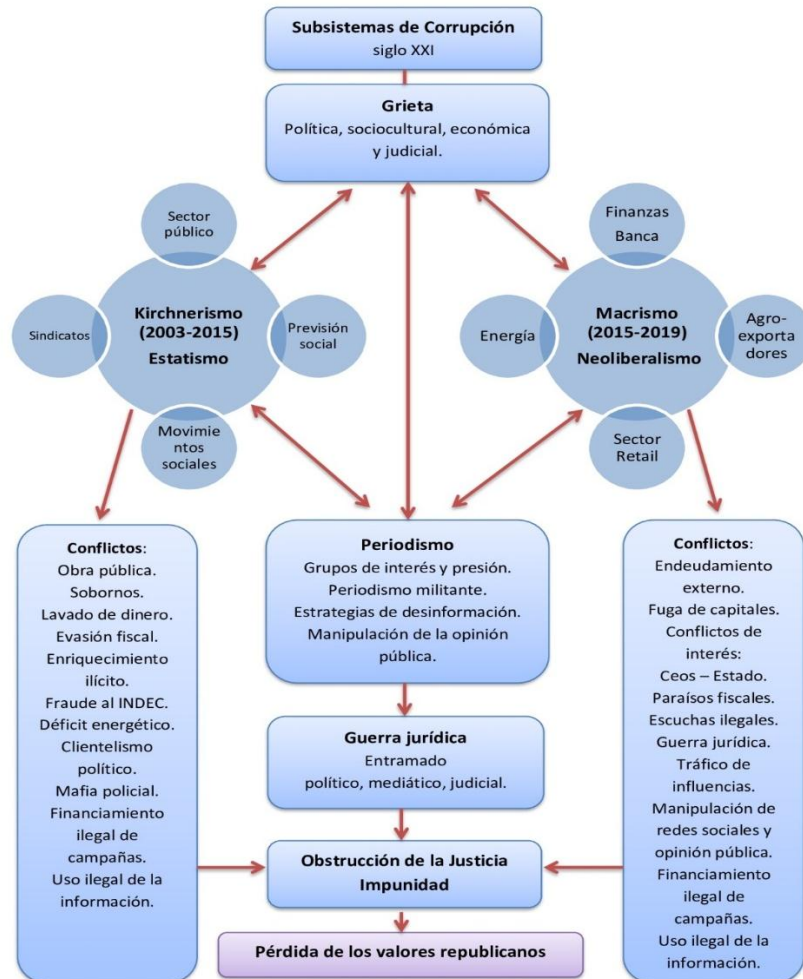 Subsistemas de Corrupción
siglo XXI
Grieta
Política, sociocultural, económica
y judicial.
Sector
público
Sindicatos
Kirchnerismo
(2003-2015)
Estatismo
Previsión
social
Movimie
ntos
sociales
Finanzas
Banca
Energía
Macrismo
(2015-2019)
Neoliberalismo
Agro-
exporta
dores
Sector
Retail
Conflictos:
Obra pública.
Sobornos.
Lavado de dinero.
Evasión fiscal.
Enriquecimiento
ilícito.
Fraude al INDEC.
Déficit energético.
Clientelismo
político.
Mafia policial.
Financiamiento
ilegal de
campañas.
Uso ilegal de la
información.
Periodismo
Grupos de interés y presión.
Periodismo militante.
Estrategias de desinformación.
Manipulación de la opinión
pública.
Guerra jurídica
Entramado
político, mediático, judicial.
Obstrucción de la Justicia
Impunidad
Pérdida de los valores republicanos
Conflictos:
Endeudamiento
externo.
Fuga de capitales.
Conflictos de
interés:
Ceos – Estado.
Paraísos fiscales.
Escuchas ilegales.
Guerra jurídica.
Tráfico de
influencias.
Manipulación de
redes sociales y
opinión pública.
Financiamiento
ilegal de
campañas.
Uso ilegal de la
información.